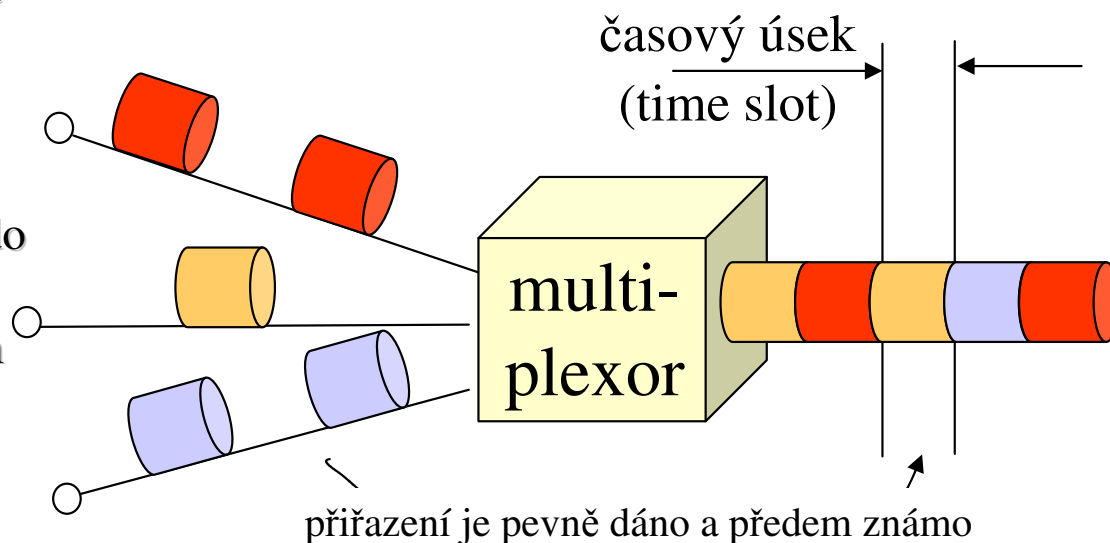 časový úsek
(time slot)
multi-
plexor
přiřazení je pevně dáno a předem známo